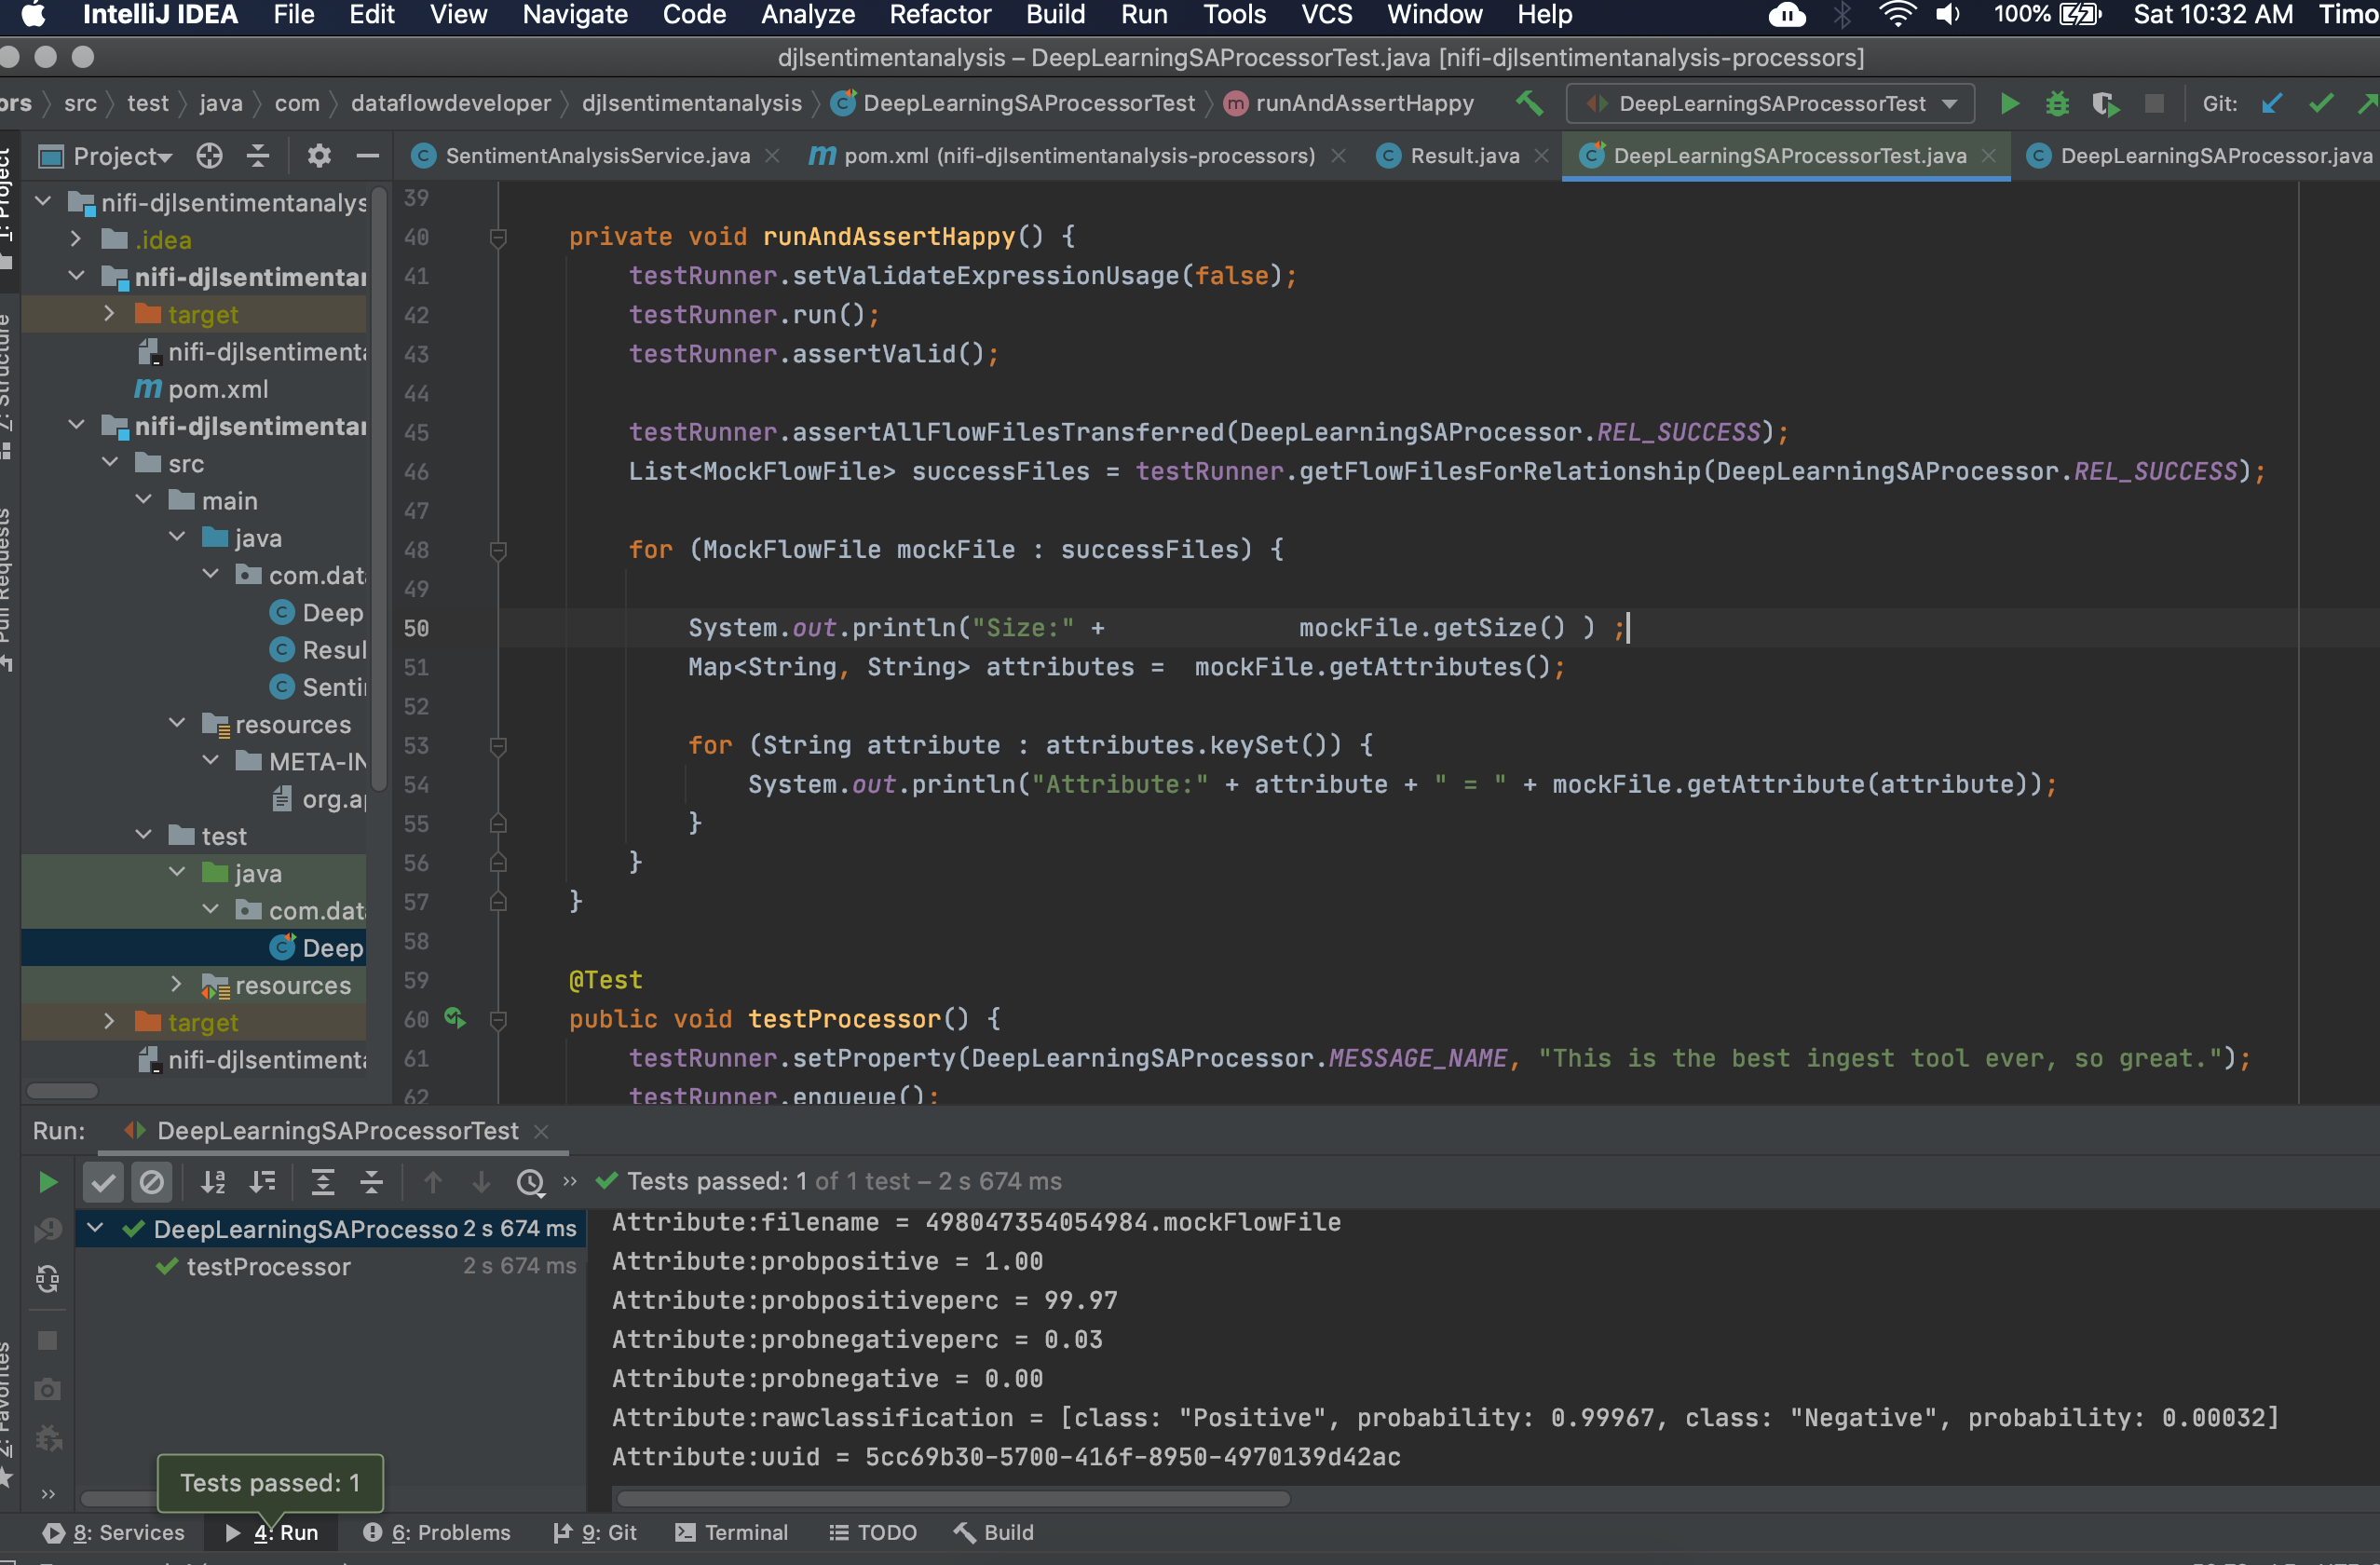 IntelliJ IDEA File Edit View Navigate Code Analyze Refactor Build Run Tools VCS Window Help 100% Sat 10:32 AM Timo
djlsentimentanalysis – DeepLearningSAProcessorTest.java [nifi-djlsentimentanalysis-processors]
ors src test java com dataflowdeveloper djlsentimentanalysis DeepLearningSAProcessorTest runAndAssertHappy DeepLearningSAProcessorTest Git:
Project SentimentAnalysisService.java pom.xml (nifi-djlsentimentanalysis-processors) Result.java DeepLearningSAProcessorTest.java DeepLearningSAProcessor.java
1: Project
Z: Structure
Pull Requests
2: Favorites
nifi-djlsentimentanalys
.idea
nifi-djlsentimentar
target
nifi-djlsentimenta
pom.xml
nifi-djlsentimentar
src
main
java
com.data
Deep
Resul
Senti
resources
META-IN
org.a
test
java
com.data
Deep
resources
target
nifi-djlsentimenta
39
40 private void runAndAssertHappy() {
41 testRunner.setValidateExpressionUsage(false);
42 testRunner.run();
43 testRunner.assertValid();
44
45 testRunner.assertAllFlowFilesTransferred(DeepLearningSAProcessor.REL_SUCCESS);
46 List<MockFlowFile> successFiles = testRunner.getFlowFilesForRelationship(DeepLearningSAProcessor.REL_SUCCESS);
47
48 for (MockFlowFile mockFile : successFiles) {
49
50 System.out.println("Size:" + mockFile.getSize() ) ;
51 Map<String, String> attributes = mockFile.getAttributes();
52
53 for (String attribute : attributes.keySet()) {
54 System.out.println("Attribute:" + attribute + " = " + mockFile.getAttribute(attribute));
55 }
56 }
57 }
58
59 @Test
60 public void testProcessor() {
61 testRunner.setProperty(DeepLearningSAProcessor.MESSAGE_NAME, "This is the best ingest tool ever, so great.");
62 testRunner.enqueue();
Run: DeepLearningSAProcessorTest
Tests passed: 1 of 1 test – 2 s 674 ms
DeepLearningSAProcesso 2 s 674 ms
testProcessor 2 s 674 ms
Attribute:filename = 498047354054984.mockFlowFile
Attribute:probpositive = 1.00
Attribute:probpositiveperc = 99.97
Attribute:probnegativeperc = 0.03
Attribute:probnegative = 0.00
Attribute:rawclassification = [class: "Positive", probability: 0.99967, class: "Negative", probability: 0.00032]
Attribute:uuid = 5cc69b30-5700-416f-8950-4970139d42ac
Tests passed: 1
8: Services 4: Run 6: Problems 9: Git Terminal TODO Build